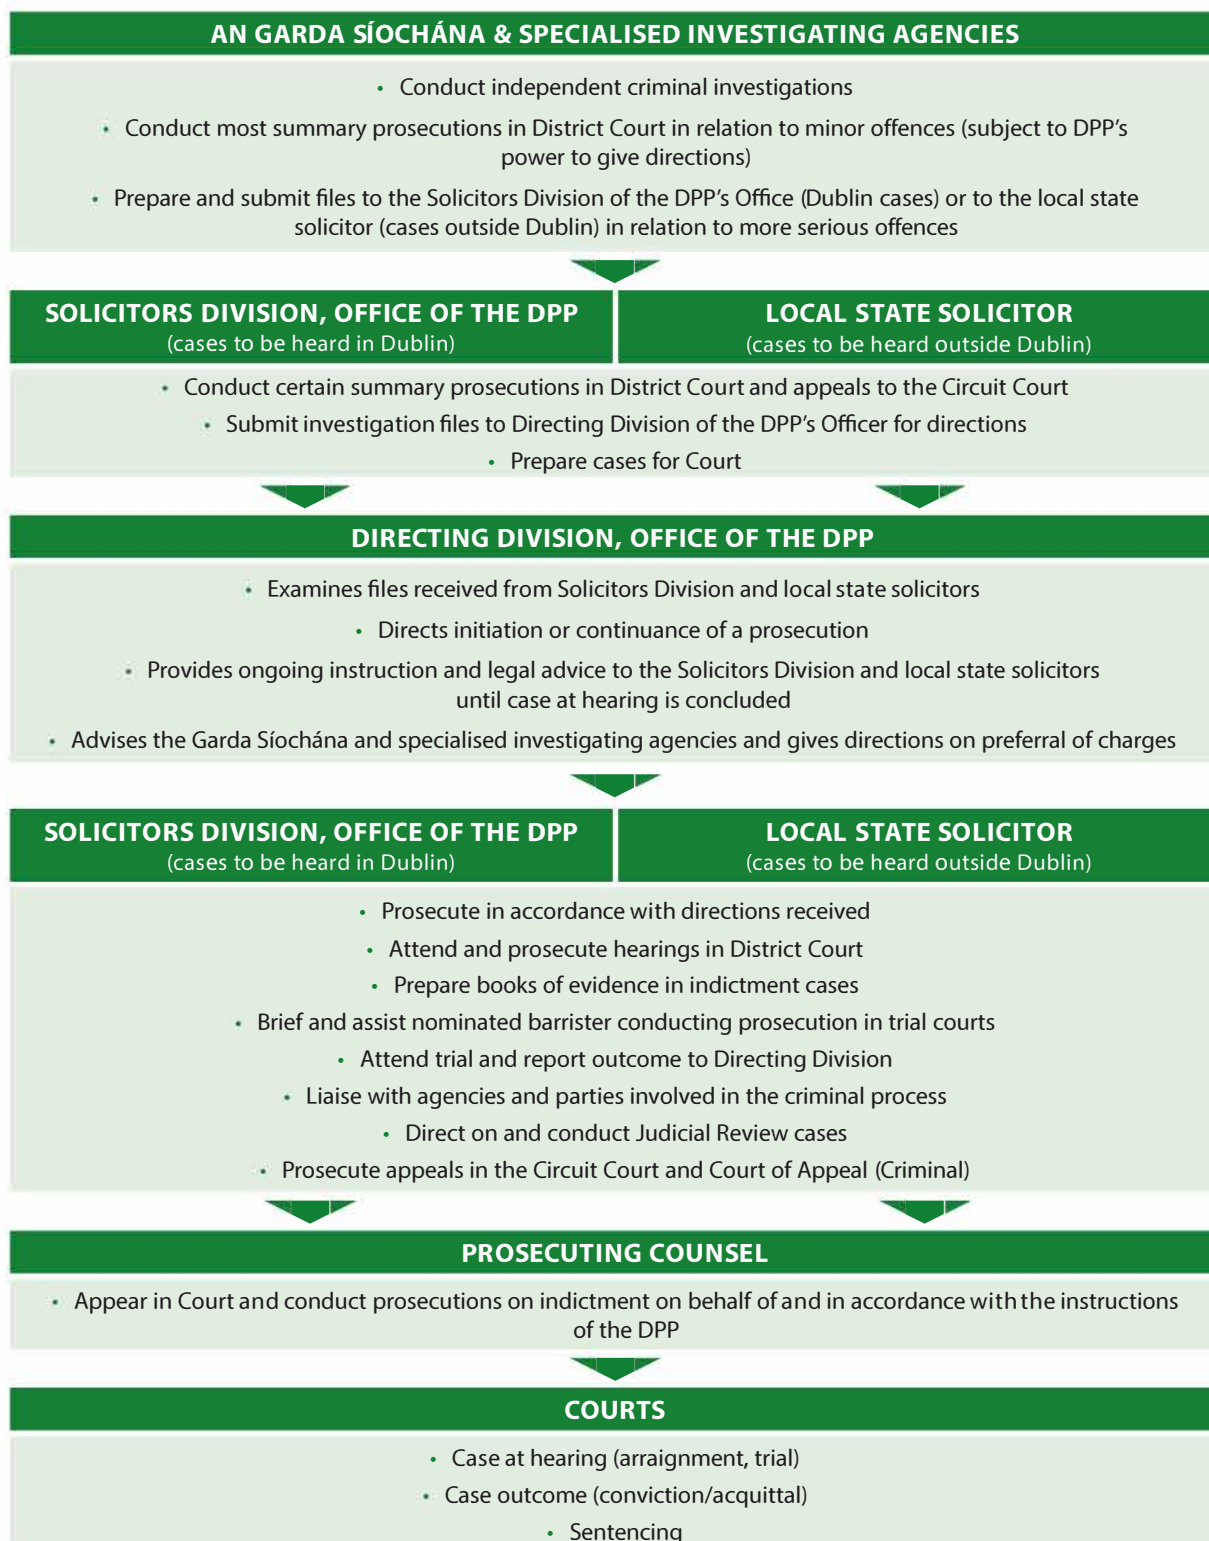 AN GARDA SÍOCHÁNA & SPECIALISED INVESTIGATING AGENCIES
• Conduct independent criminal investigations
• Conduct most summary prosecutions in District Court in relation to minor offences (subject to DPP’s
power to give directions)
• Prepare and submit files to the Solicitors Division of the DPP’s Office (Dublin cases) or to the local state
solicitor (cases outside Dublin) in relation to more serious offences
SOLICITORS DIVISION, OFFICE OF THE DPP
(cases to be heard in Dublin)
LOCAL STATE SOLICITOR
(cases to be heard outside Dublin)
• Conduct certain summary prosecutions in District Court and appeals to the Circuit Court
• Submit investigation files to Directing Division of the DPP’s Officer for directions
• Prepare cases for Court
DIRECTING DIVISION, OFFICE OF THE DPP
• Examines files received from Solicitors Division and local state solicitors
• Directs initiation or continuance of a prosecution
• Provides ongoing instruction and legal advice to the Solicitors Division and local state solicitors
until case at hearing is concluded
• Advises the Garda Síochána and specialised investigating agencies and gives directions on preferral of charges
SOLICITORS DIVISION, OFFICE OF THE DPP
(cases to be heard in Dublin)
LOCAL STATE SOLICITOR
(cases to be heard outside Dublin)
• Prosecute in accordance with directions received
• Attend and prosecute hearings in District Court
• Prepare books of evidence in indictment cases
• Brief and assist nominated barrister conducting prosecution in trial courts
• Attend trial and report outcome to Directing Division
• Liaise with agencies and parties involved in the criminal process
• Direct on and conduct Judicial Review cases
• Prosecute appeals in the Circuit Court and Court of Appeal (Criminal)
PROSECUTING COUNSEL
• Appear in Court and conduct prosecutions on indictment on behalf of and in accordance with the instructions
of the DPP
COURTS
• Case at hearing (arraignment, trial)
• Case outcome (conviction/acquittal)
• Sentencing